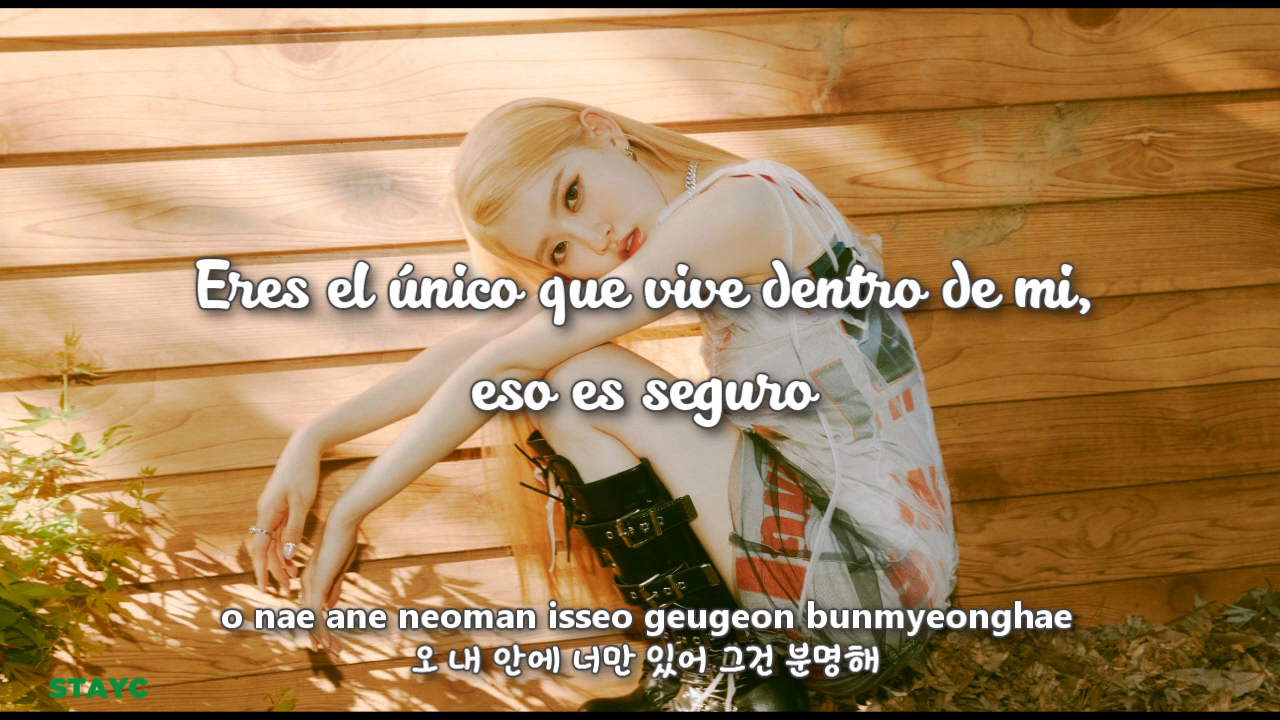 Eres el único que vive dentro de mi,
eso es seguro
o nae ane neoman isseo geugeon bunmyeonghae
오 내 안에 너만 있어 그건 분명해
STAYC